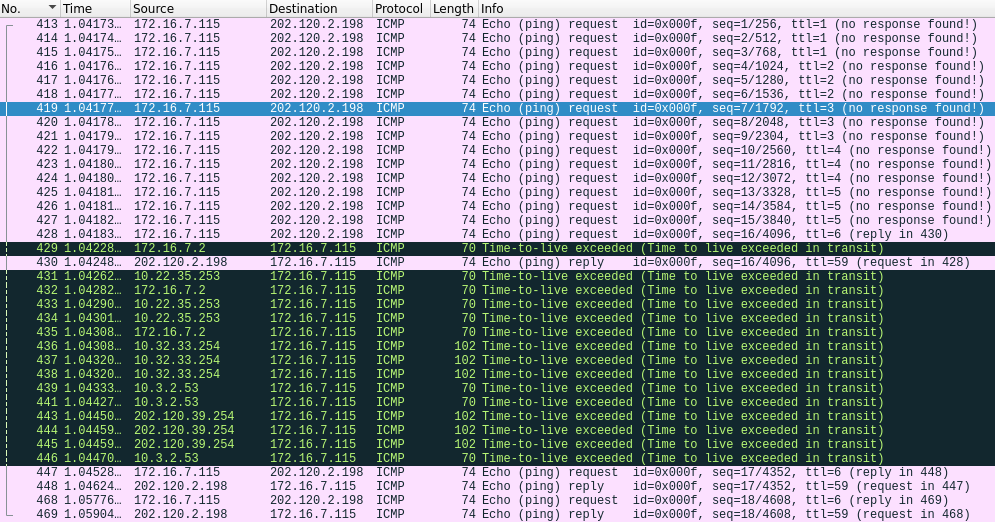 No. Time Source Destination Protocol Length Info
413 1.04173… 172.16.7.115 202.120.2.198 ICMP 74 Echo (ping) request id=0x000f, seq=1/256, ttl=1 (no response found!)
414 1.04174… 172.16.7.115 202.120.2.198 ICMP 74 Echo (ping) request id=0x000f, seq=2/512, ttl=1 (no response found!)
415 1.04175… 172.16.7.115 202.120.2.198 ICMP 74 Echo (ping) request id=0x000f, seq=3/768, ttl=1 (no response found!)
416 1.04176… 172.16.7.115 202.120.2.198 ICMP 74 Echo (ping) request id=0x000f, seq=4/1024, ttl=2 (no response found!)
417 1.04176… 172.16.7.115 202.120.2.198 ICMP 74 Echo (ping) request id=0x000f, seq=5/1280, ttl=2 (no response found!)
418 1.04177… 172.16.7.115 202.120.2.198 ICMP 74 Echo (ping) request id=0x000f, seq=6/1536, ttl=2 (no response found!)
419 1.04177… 172.16.7.115 202.120.2.198 ICMP 74 Echo (ping) request id=0x000f, seq=7/1792, ttl=3 (no response found!)
420 1.04178… 172.16.7.115 202.120.2.198 ICMP 74 Echo (ping) request id=0x000f, seq=8/2048, ttl=3 (no response found!)
421 1.04179… 172.16.7.115 202.120.2.198 ICMP 74 Echo (ping) request id=0x000f, seq=9/2304, ttl=3 (no response found!)
422 1.04179… 172.16.7.115 202.120.2.198 ICMP 74 Echo (ping) request id=0x000f, seq=10/2560, ttl=4 (no response found!)
423 1.04180… 172.16.7.115 202.120.2.198 ICMP 74 Echo (ping) request id=0x000f, seq=11/2816, ttl=4 (no response found!)
424 1.04180… 172.16.7.115 202.120.2.198 ICMP 74 Echo (ping) request id=0x000f, seq=12/3072, ttl=4 (no response found!)
425 1.04181… 172.16.7.115 202.120.2.198 ICMP 74 Echo (ping) request id=0x000f, seq=13/3328, ttl=5 (no response found!)
426 1.04181… 172.16.7.115 202.120.2.198 ICMP 74 Echo (ping) request id=0x000f, seq=14/3584, ttl=5 (no response found!)
427 1.04182… 172.16.7.115 202.120.2.198 ICMP 74 Echo (ping) request id=0x000f, seq=15/3840, ttl=5 (no response found!)
428 1.04183… 172.16.7.115 202.120.2.198 ICMP 74 Echo (ping) request id=0x000f, seq=16/4096, ttl=6 (reply in 430)
429 1.04228… 172.16.7.2 172.16.7.115 ICMP 70 Time-to-live exceeded (Time to live exceeded in transit)
430 1.04248… 202.120.2.198 172.16.7.115 ICMP 74 Echo (ping) reply id=0x000f, seq=16/4096, ttl=59 (request in 428)
431 1.04262… 10.22.35.253 172.16.7.115 ICMP 70 Time-to-live exceeded (Time to live exceeded in transit)
432 1.04282… 172.16.7.2 172.16.7.115 ICMP 70 Time-to-live exceeded (Time to live exceeded in transit)
433 1.04290… 10.22.35.253 172.16.7.115 ICMP 70 Time-to-live exceeded (Time to live exceeded in transit)
434 1.04301… 10.22.35.253 172.16.7.115 ICMP 70 Time-to-live exceeded (Time to live exceeded in transit)
435 1.04308… 172.16.7.2 172.16.7.115 ICMP 70 Time-to-live exceeded (Time to live exceeded in transit)
436 1.04308… 10.32.33.254 172.16.7.115 ICMP 102 Time-to-live exceeded (Time to live exceeded in transit)
437 1.04320… 10.32.33.254 172.16.7.115 ICMP 102 Time-to-live exceeded (Time to live exceeded in transit)
438 1.04320… 10.32.33.254 172.16.7.115 ICMP 102 Time-to-live exceeded (Time to live exceeded in transit)
439 1.04333… 10.3.2.53 172.16.7.115 ICMP 70 Time-to-live exceeded (Time to live exceeded in transit)
441 1.04427… 10.3.2.53 172.16.7.115 ICMP 70 Time-to-live exceeded (Time to live exceeded in transit)
443 1.04450… 202.120.39.254 172.16.7.115 ICMP 102 Time-to-live exceeded (Time to live exceeded in transit)
444 1.04459… 202.120.39.254 172.16.7.115 ICMP 102 Time-to-live exceeded (Time to live exceeded in transit)
445 1.04459… 202.120.39.254 172.16.7.115 ICMP 102 Time-to-live exceeded (Time to live exceeded in transit)
446 1.04470… 10.3.2.53 172.16.7.115 ICMP 70 Time-to-live exceeded (Time to live exceeded in transit)
447 1.04528… 172.16.7.115 202.120.2.198 ICMP 74 Echo (ping) request id=0x000f, seq=17/4352, ttl=6 (reply in 448)
448 1.04624… 202.120.2.198 172.16.7.115 ICMP 74 Echo (ping) reply id=0x000f, seq=17/4352, ttl=59 (request in 447)
468 1.05776… 172.16.7.115 202.120.2.198 ICMP 74 Echo (ping) request id=0x000f, seq=18/4608, ttl=6 (reply in 469)
469 1.05904… 202.120.2.198 172.16.7.115 ICMP 74 Echo (ping) reply id=0x000f, seq=18/4608, ttl=59 (request in 468)